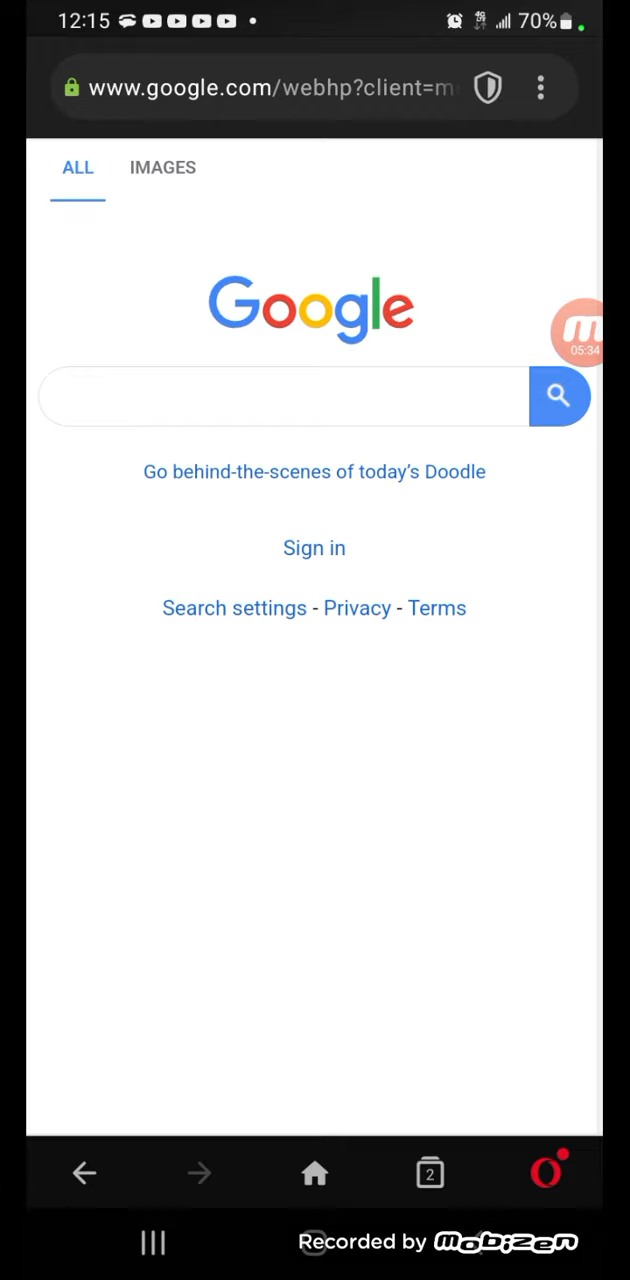 12:15 70%
www.google.com/webhp?client=m
ALL IMAGES
Google
05:34
Go behind-the-scenes of today’s Doodle
Sign in
Search settings - Privacy - Terms
2
Recorded by mobizen